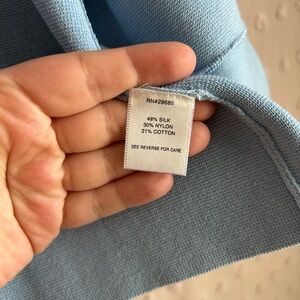 RN#29685
49% SILK
30% NYLON
21% COTTON
SEE REVERSE FOR CARE